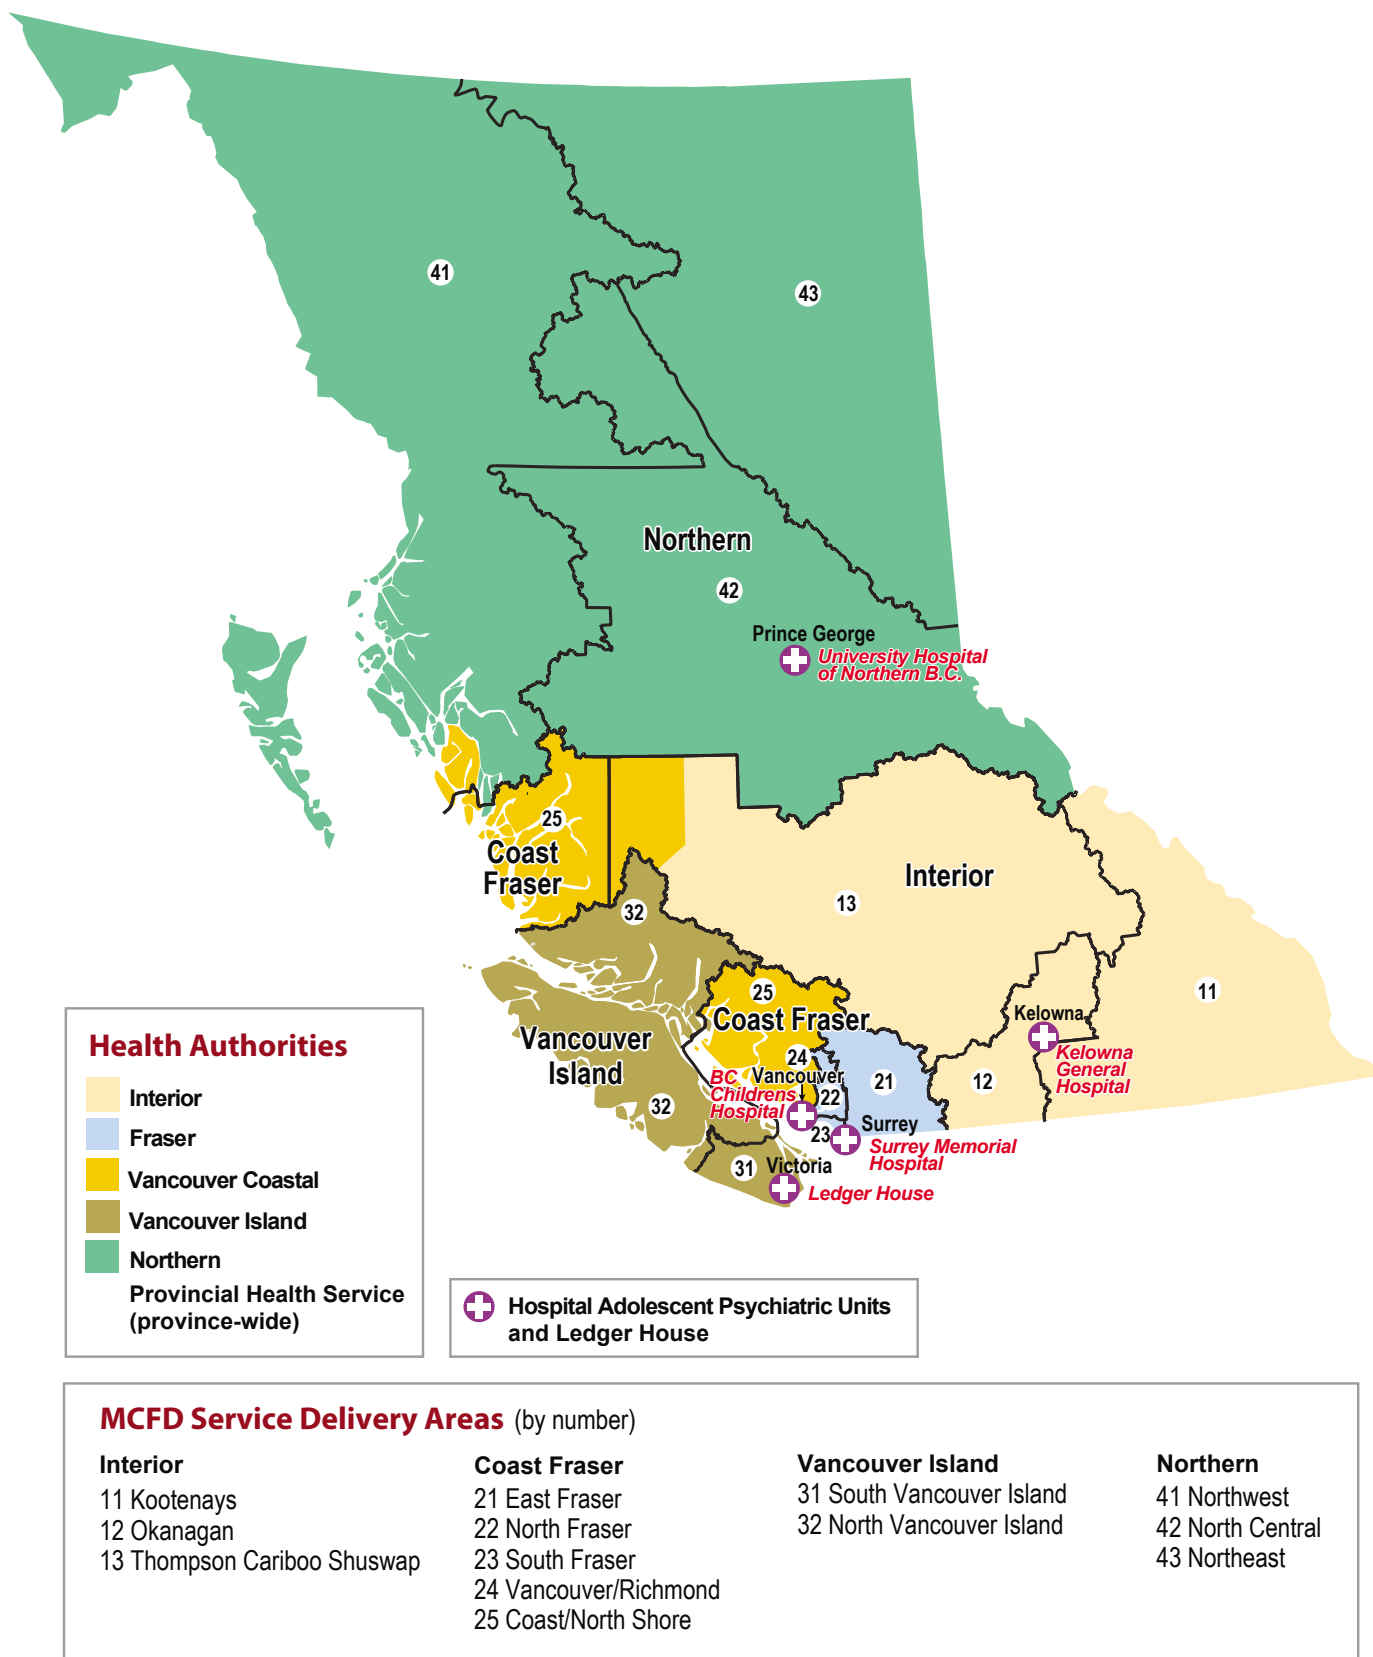 41
43
Northern
42
Prince George
University Hospital
of Northern B.C.
25
Coast
Fraser
Interior
13
32
25
11
Coast Fraser
Kelowna
Kelowna
General
Hospital
Vancouver
Island
24
Vancouver
BC
Childrens
Hospital
22
21
12
32
23
Surrey
Surrey Memorial
Hospital
31
Victoria
Ledger House
Health Authorities
Interior
Fraser
Vancouver Coastal
Vancouver Island
Northern
Provincial Health Service
(province-wide)
Hospital Adolescent Psychiatric Units
and Ledger House
MCFD Service Delivery Areas (by number)
Interior
11 Kootenays
12 Okanagan
13 Thompson Cariboo Shuswap
Coast Fraser
21 East Fraser
22 North Fraser
23 South Fraser
24 Vancouver/Richmond
25 Coast/North Shore
Vancouver Island
31 South Vancouver Island
32 North Vancouver Island
Northern
41 Northwest
42 North Central
43 Northeast